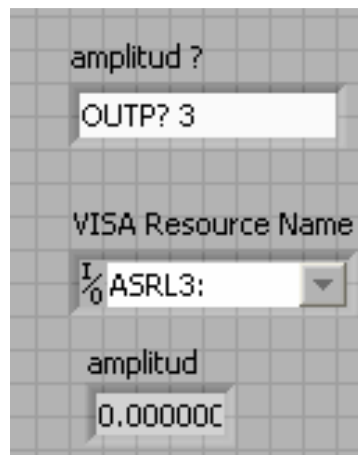 amplitud ?
OUTP? 3
VISA Resource Name
I/O ASRL3:
amplitud
0.00000